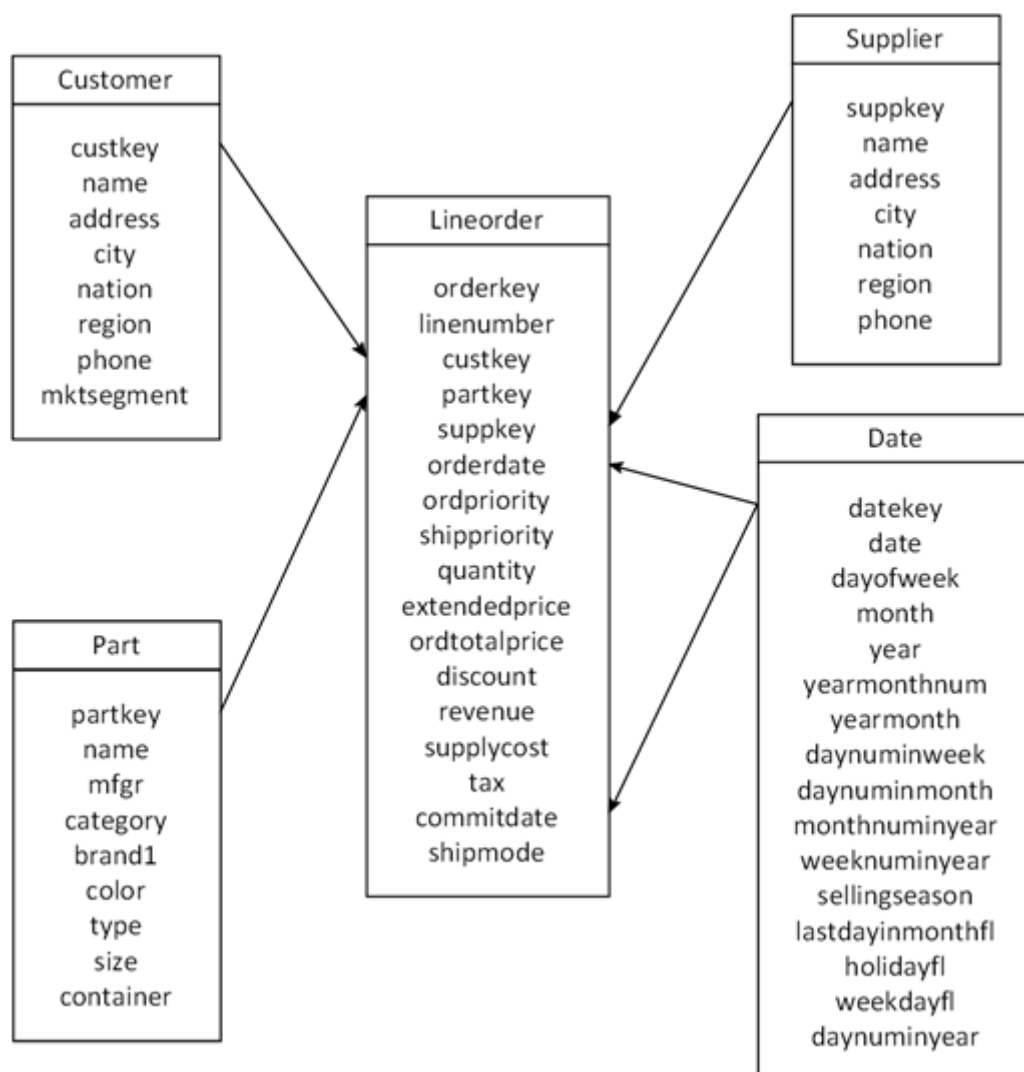 Customer
custkey
name
address
city
nation
region
phone
mktsegment
Part
partkey
name
mfgr
category
brand1
color
type
size
container
Lineorder
orderkey
linenumber
custkey
partkey
suppkey
orderdate
ordpriority
shippriority
quantity
extendedprice
ordtotalprice
discount
revenue
supplycost
tax
commitdate
shipmode
Supplier
suppkey
name
address
city
nation
region
phone
Date
datekey
date
dayofweek
month
year
yearmonthnum
yearmonth
daynuminweek
daynuminmonth
monthnuminyear
weeknuminyear
sellingseason
lastdayinmonthfl
holidayfl
weekdayfl
daynuminyear